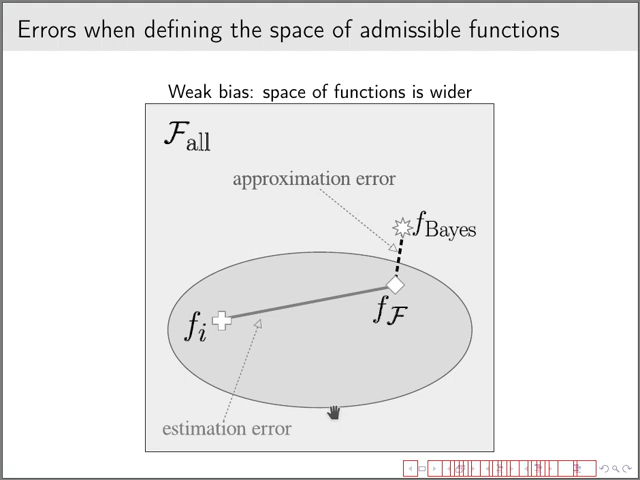 Errors when defining the space of admissible functions
Weak bias: space of functions is wider
ℱall
approximation error
fBayes
fℱ
fi
estimation error